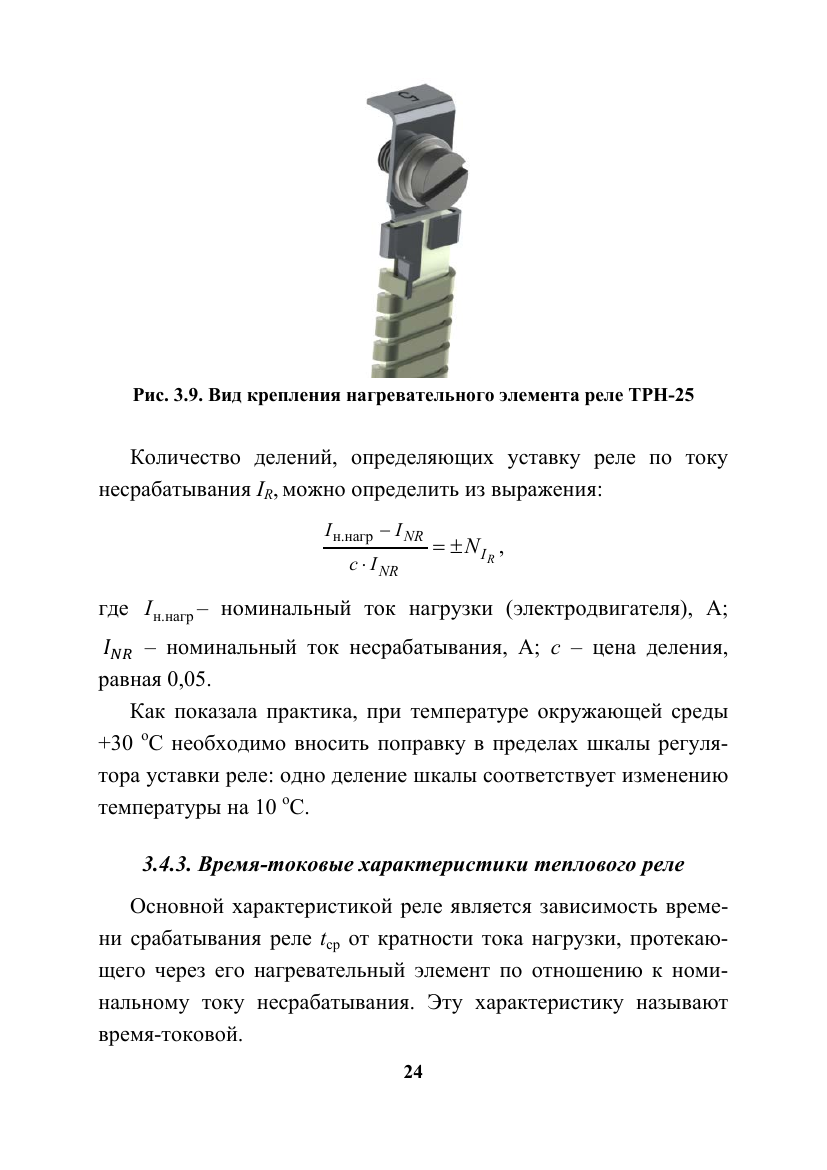 5
Рис. 3.9. Вид крепления нагревательного элемента реле ТРН-25
Количество делений, определяющих уставку реле по току
несрабатывания I_R, можно определить из выражения:
(I_н.нагр – I_NR) / (c · I_NR) = ±N_{I_R} ,
где I_н.нагр – номинальный ток нагрузки (электродвигателя), А;
I_NR – номинальный ток несрабатывания, А; c – цена деления,
равная 0,05.
Как показала практика, при температуре окружающей среды
+30 °С необходимо вносить поправку в пределах шкалы регуля-
тора уставки реле: одно деление шкалы соответствует изменению
температуры на 10 °С.
3.4.3. Время-токовые характеристики теплового реле
Основной характеристикой реле является зависимость време-
ни срабатывания реле t_ср от кратности тока нагрузки, протекаю-
щего через его нагревательный элемент по отношению к номи-
нальному току несрабатывания. Эту характеристику называют
время-токовой.
24